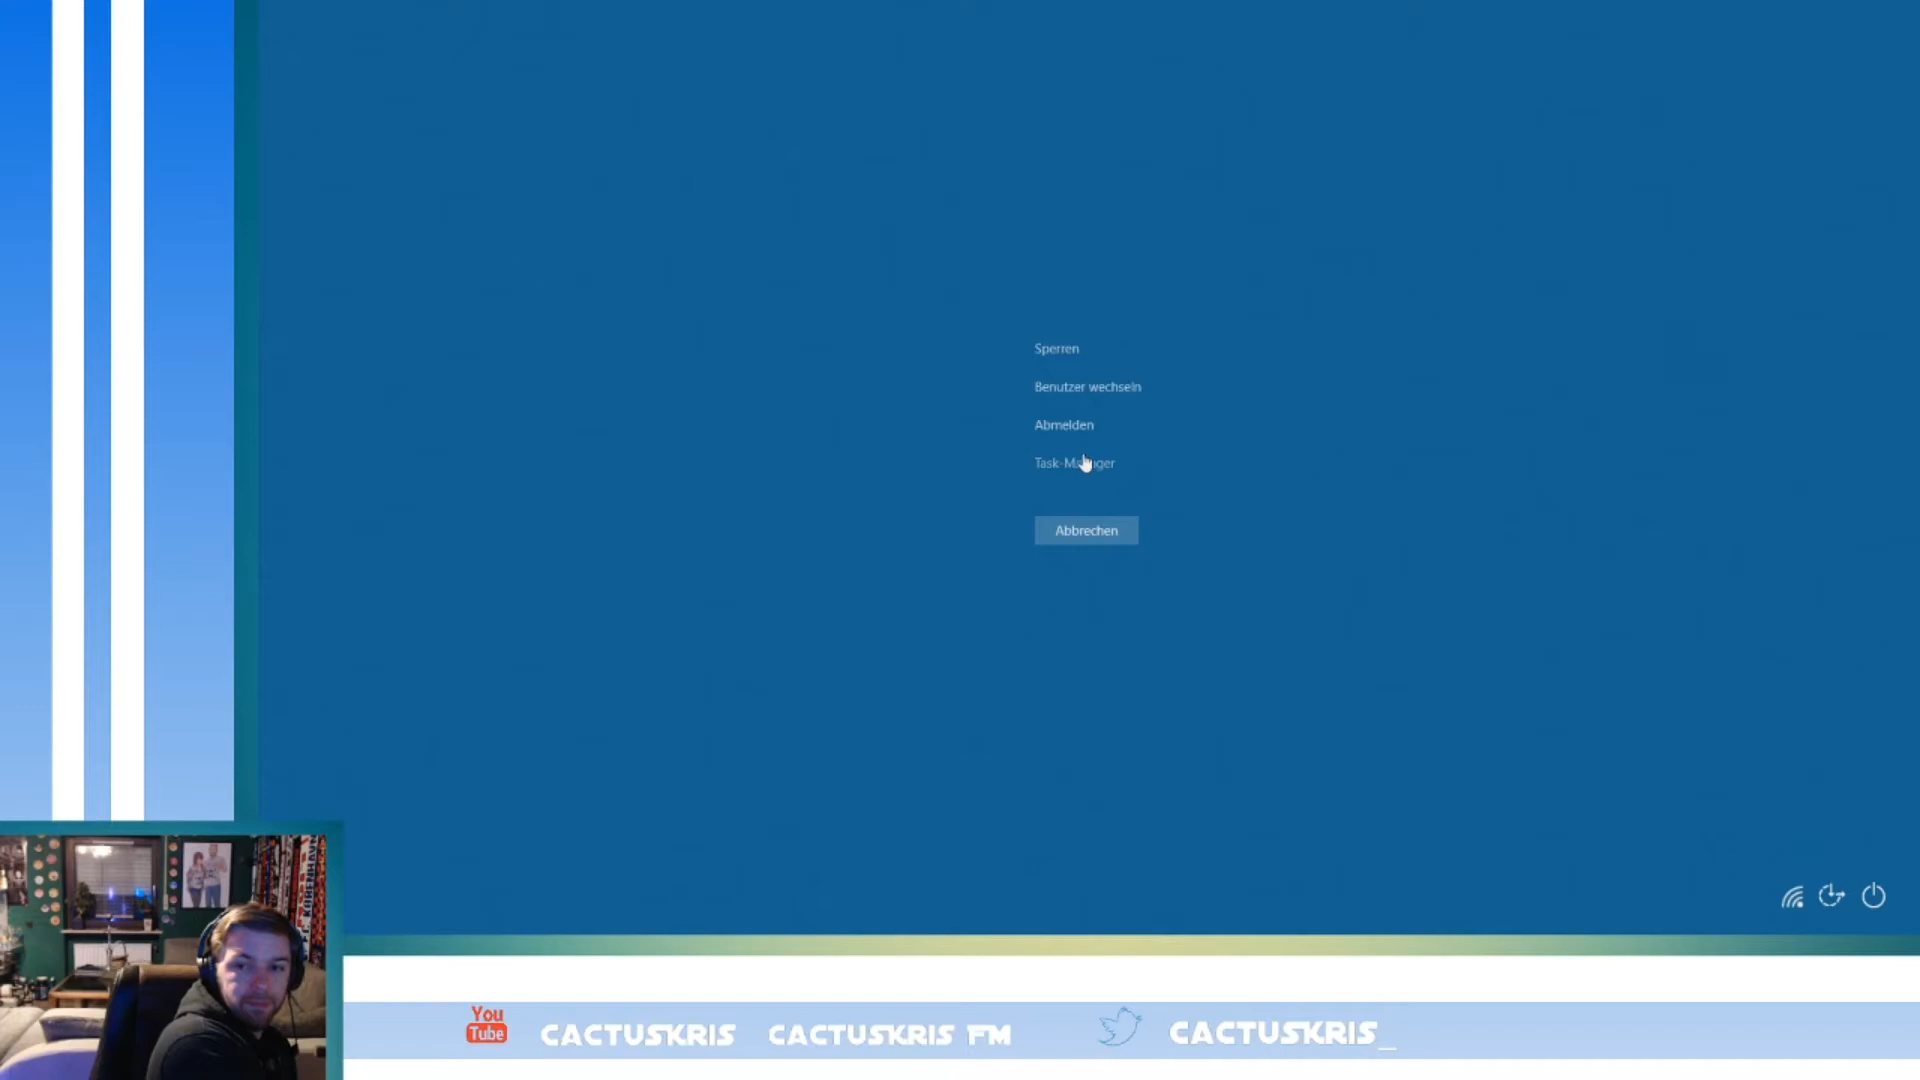 Sperren
Benutzer wechseln
Abmelden
Task-Manager
Abbrechen
You
Tube
CACTUSKRIS
CACTUSKRIS FM
CACTUSKRIS_